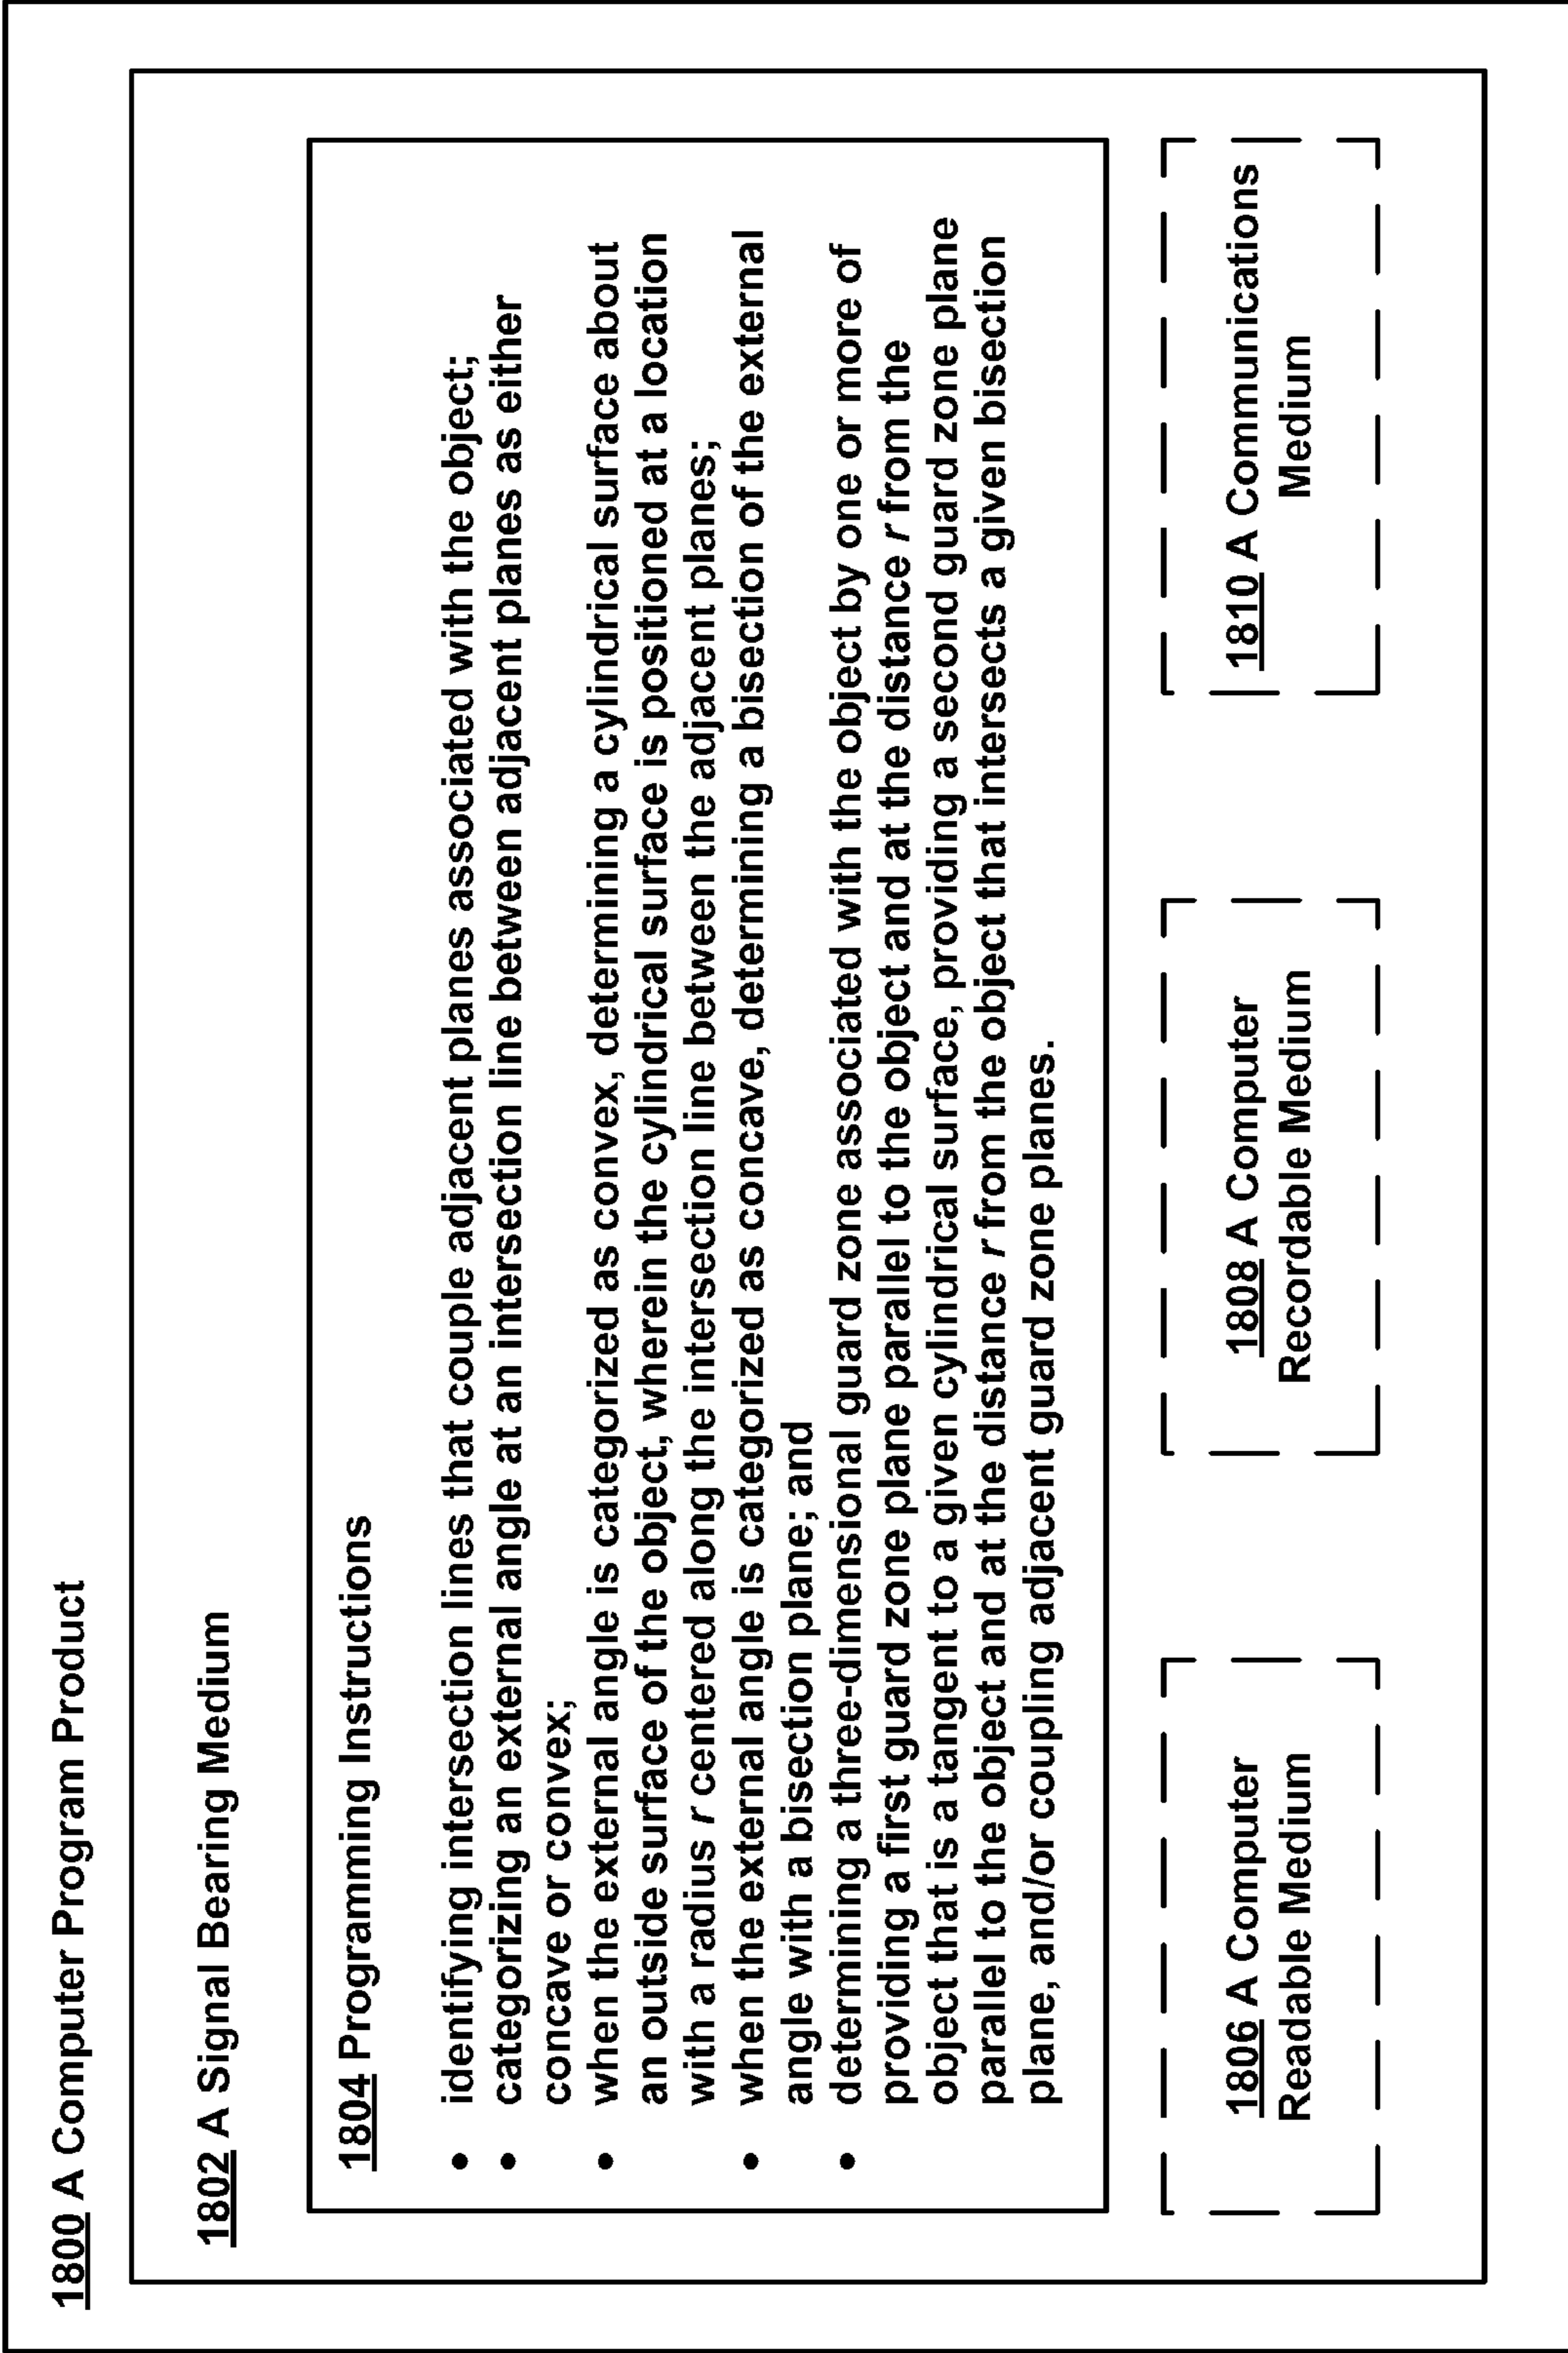 1800 A Computer Program Product
1802 A Signal Bearing Medium
1804 Programming Instructions
• identifying intersection lines that couple adjacent planes associated with the object;
• categorizing an external angle at an intersection line between adjacent planes as either
concave or convex;
• when the external angle is categorized as convex, determining a cylindrical surface about
an outside surface of the object, wherein the cylindrical surface is positioned at a location
with a radius r centered along the intersection line between the adjacent planes;
• when the external angle is categorized as concave, determining a bisection of the external
angle with a bisection plane; and
• determining a three-dimensional guard zone associated with the object by one or more of
providing a first guard zone plane parallel to the object and at the distance r from the
object that is a tangent to a given cylindrical surface, providing a second guard zone plane
parallel to the object and at the distance r from the object that intersects a given bisection
plane, and/or coupling adjacent guard zone planes.
1806 A Computer
Readable Medium
1808 A Computer
Recordable Medium
1810 A Communications
Medium